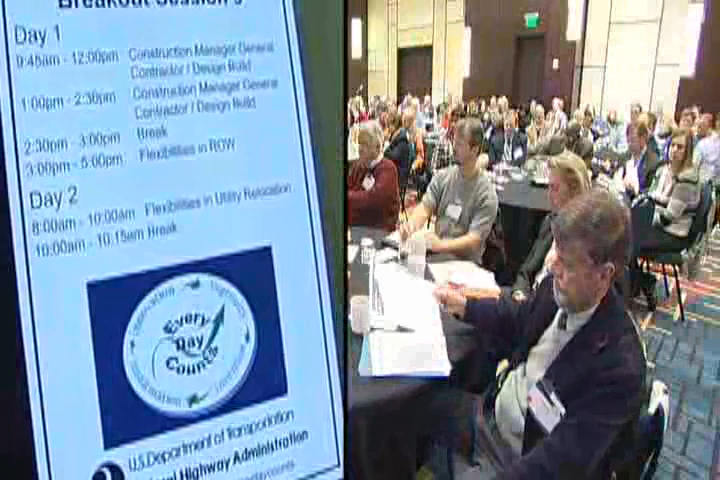 Breakout Session's
Day 1
9:45am - 12:00pm Construction Manager General
Contractor / Design Build
1:00pm - 2:30pm Construction Manager General
Contractor / Design Build
2:30pm - 3:00pm Break
3:00pm - 5:00pm Flexibilities in ROW
Day 2
8:00am - 10:00am Flexibilities in Utility Relocation
10:00am - 10:15am Break
Every
Day
Counts
U.S. Department of Transportation
Highway Administration